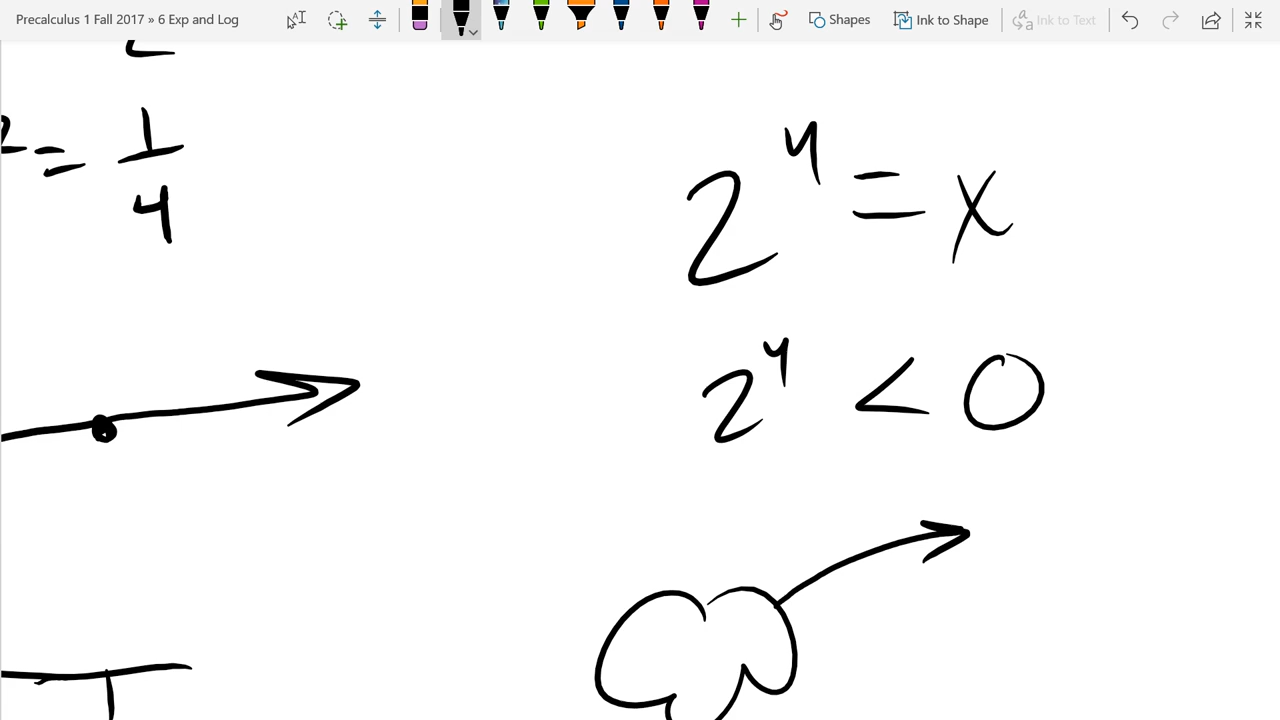 Precalculus 1 Fall 2017 » 6 Exp and Log
Shapes
Ink to Shape
Ink to Text
= 1/4
2^y = x
2^y < 0